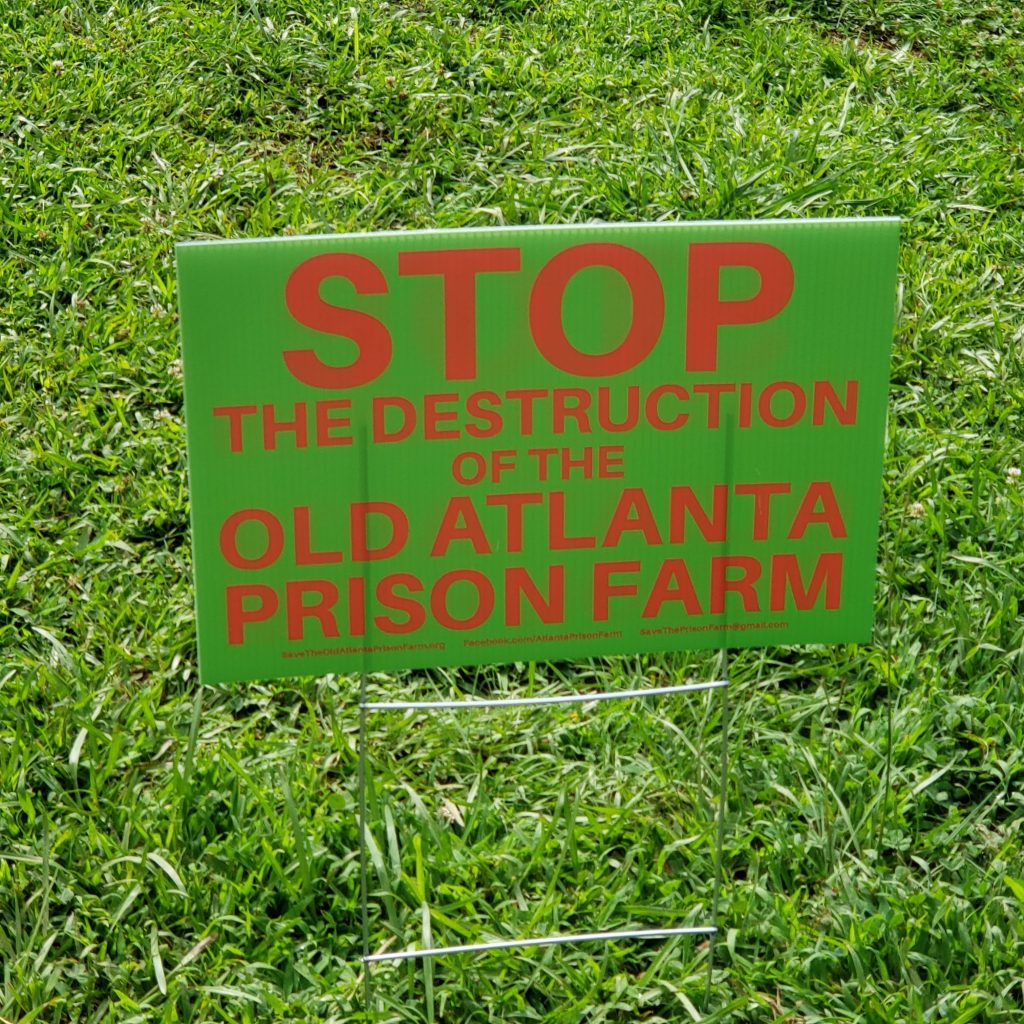 STOP
THE DESTRUCTION
OF THE
OLD ATLANTA
PRISON FARM
SaveTheOldAtlantaPrisonFarm.org Facebook.com/AtlantaPrisonFarm SaveThePrisonFarm@gmail.com